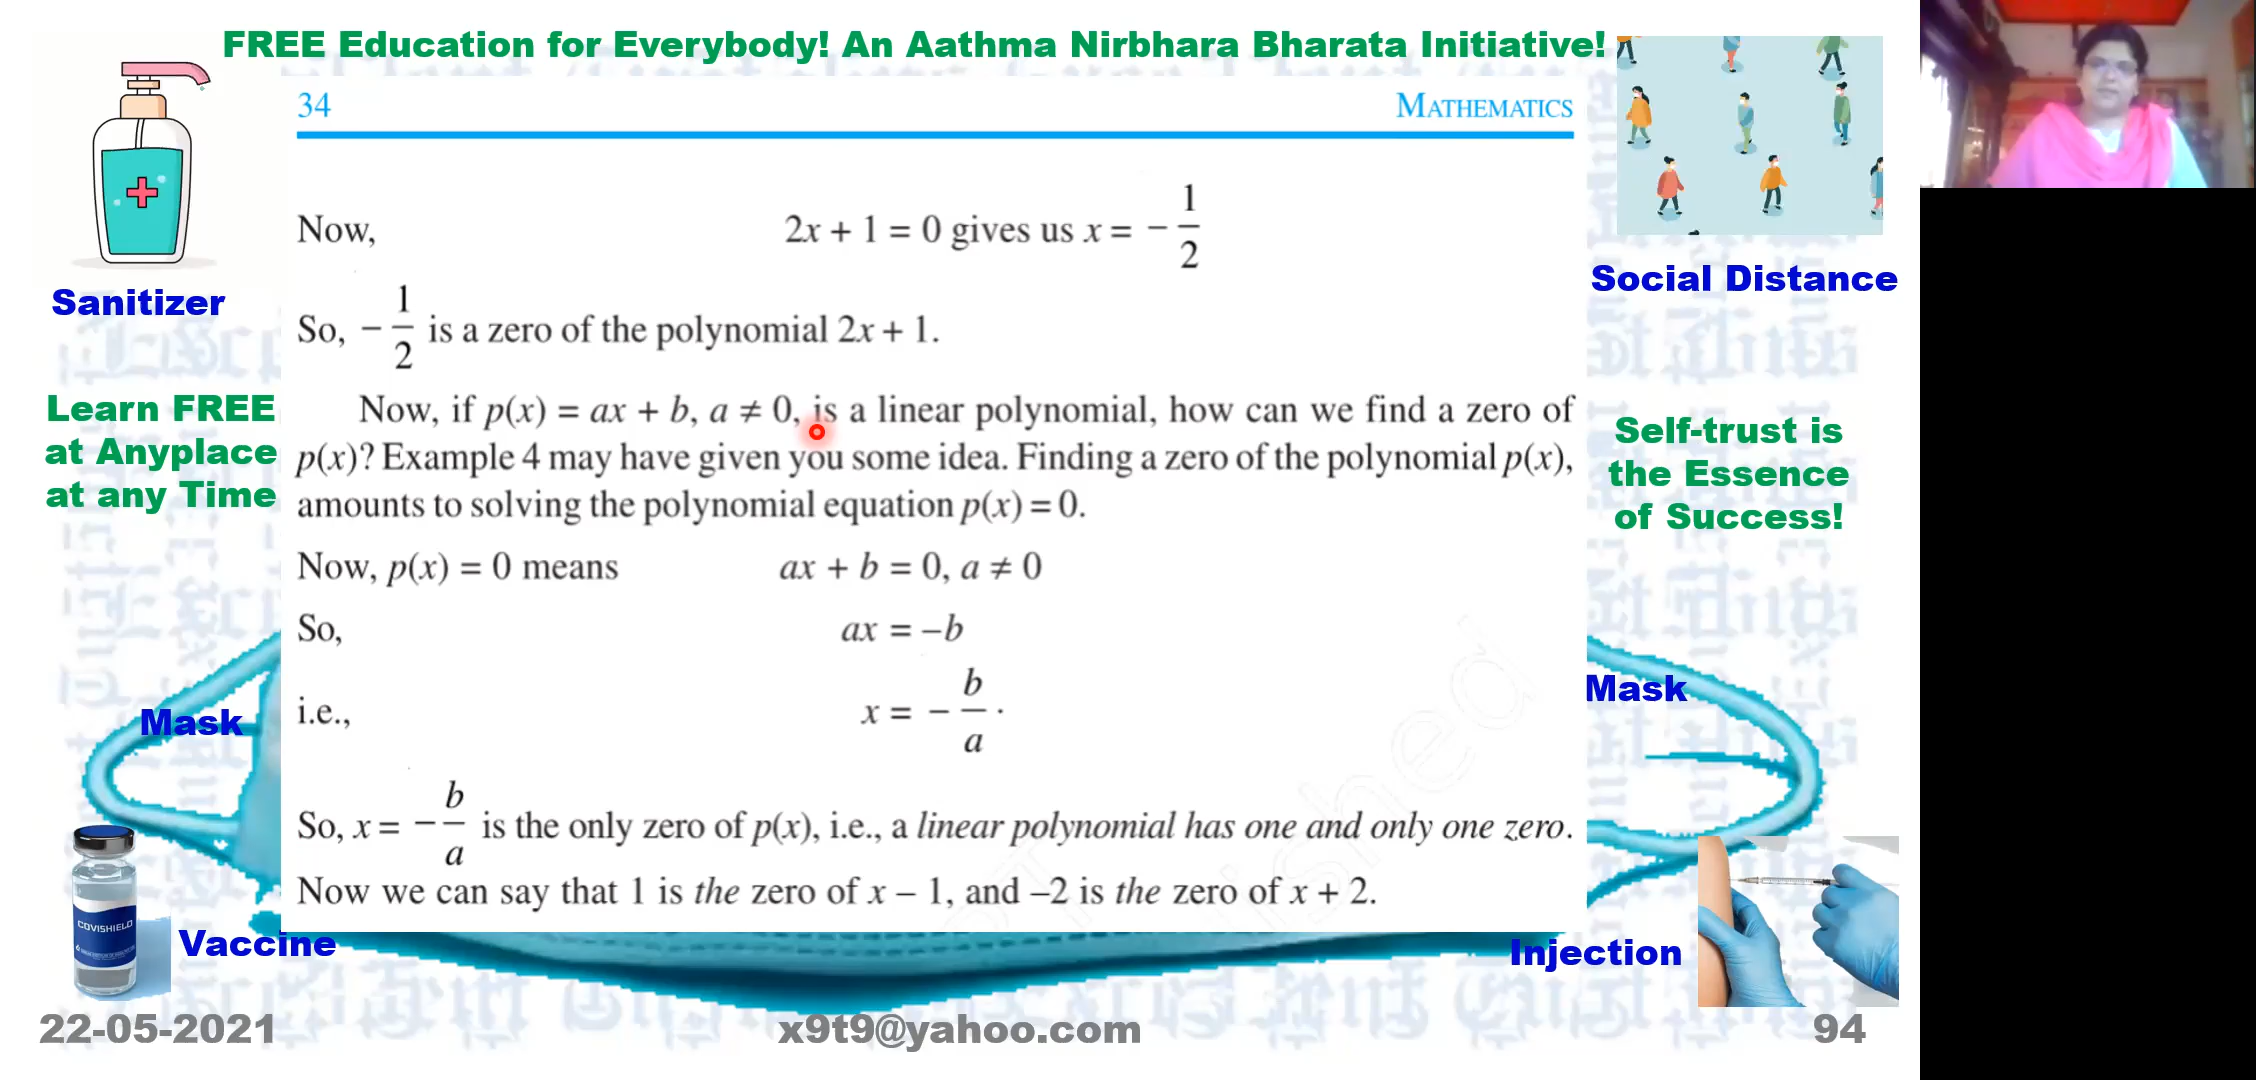 FREE Education for Everybody! An Aathma Nirbhara Bharata Initiative!
34 MATHEMATICS
Now, 2x + 1 = 0 gives us x = − 1/2
So, − 1/2 is a zero of the polynomial 2x + 1.
Now, if p(x) = ax + b, a ≠ 0, is a linear polynomial, how can we find a zero of
p(x)? Example 4 may have given you some idea. Finding a zero of the polynomial p(x),
amounts to solving the polynomial equation p(x) = 0.
Now, p(x) = 0 means ax + b = 0, a ≠ 0
So, ax = –b
i.e., x = − b/a .
So, x = − b/a is the only zero of p(x), i.e., a linear polynomial has one and only one zero.
Now we can say that 1 is the zero of x – 1, and –2 is the zero of x + 2.
Sanitizer
Learn FREE
at Anyplace
at any Time
Mask
COVISHIELD
Vaccine
Social Distance
Self-trust is
the Essence
of Success!
Mask
Injection
22-05-2021 x9t9@yahoo.com 94